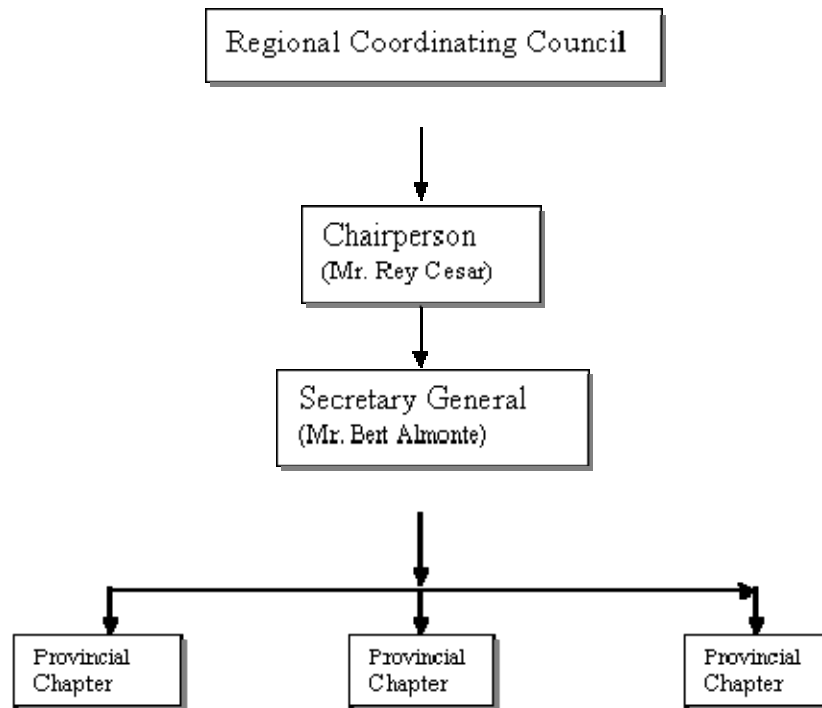 Regional Coordinating Council
Chairperson
(Mr. Rey Cesar)
Secretary General
(Mr. Bert Almonte)
Provincial
Chapter
Provincial
Chapter
Provincial
Chapter